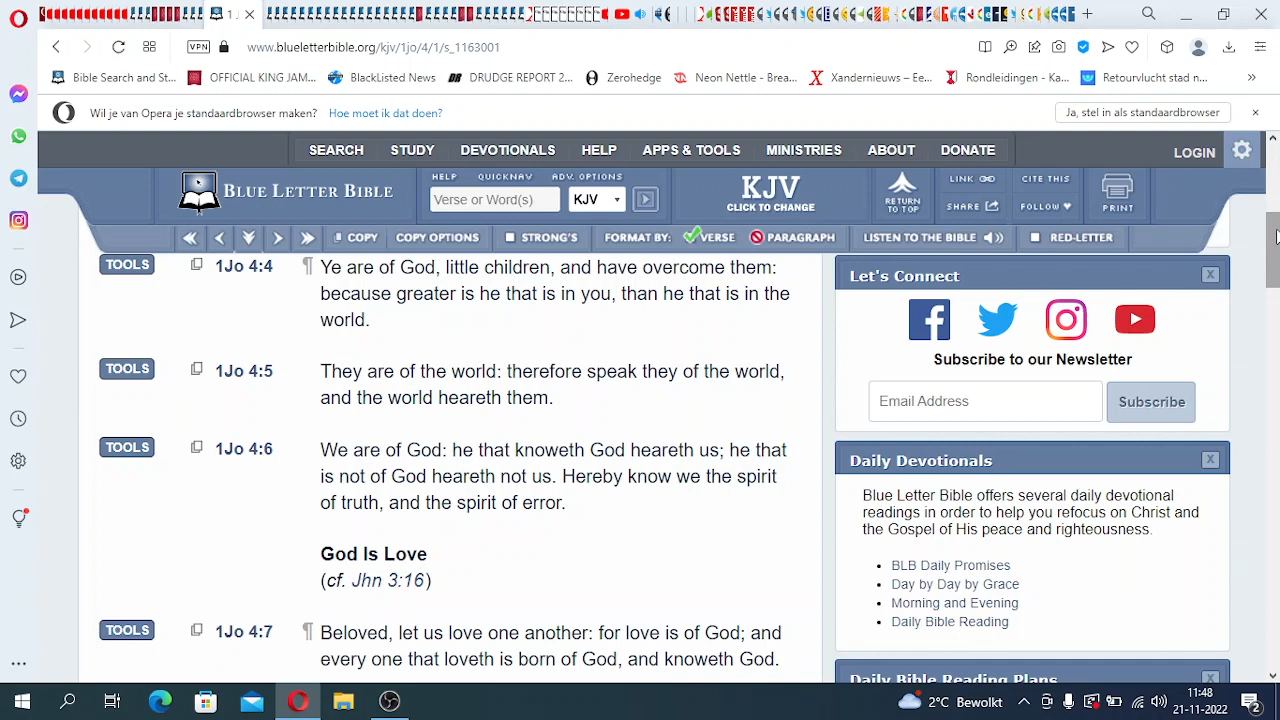 1
www.blueletterbible.org/kjv/1jo/4/1/s_1163001
VPN
Bible Search and St...
OFFICIAL KING JAM...
BlackListed News
DRUDGE REPORT 2...
Zerohedge
Neon Nettle - Brea...
Xandernieuws – Ee...
Rondleidingen - Ka...
Retourvlucht stad n...
»
Wil je van Opera je standaardbrowser maken? Hoe moet ik dat doen?
Ja, stel in als standaardbrowser
SEARCH STUDY DEVOTIONALS HELP APPS & TOOLS MINISTRIES ABOUT DONATE
LOGIN
BLUE LETTER BIBLE
HELP QUICKNAV ADV. OPTIONS
Verse or Word(s)
KJV
KJV
CLICK TO CHANGE
RETURN
TO TOP
LINK
CITE THIS
SHARE
FOLLOW
PRINT
COPY COPY OPTIONS STRONG'S FORMAT BY: VERSE PARAGRAPH LISTEN TO THE BIBLE RED-LETTER
TOOLS 1Jo 4:4 ¶ Ye are of God, little children, and have overcome them:
because greater is he that is in you, than he that is in the
world.
TOOLS 1Jo 4:5 They are of the world: therefore speak they of the world,
and the world heareth them.
TOOLS 1Jo 4:6 We are of God: he that knoweth God heareth us; he that
is not of God heareth not us. Hereby know we the spirit
of truth, and the spirit of error.
God Is Love
(cf. Jhn 3:16)
TOOLS 1Jo 4:7 ¶ Beloved, let us love one another: for love is of God; and
every one that loveth is born of God, and knoweth God.
Let's Connect X
Subscribe to our Newsletter
Email Address
Subscribe
Daily Devotionals X
Blue Letter Bible offers several daily devotional
readings in order to help you refocus on Christ and
the Gospel of His peace and righteousness.
• BLB Daily Promises
• Day by Day by Grace
• Morning and Evening
• Daily Bible Reading
Daily Bible Reading Plans X
2°C Bewolkt
11:48
21-11-2022
2